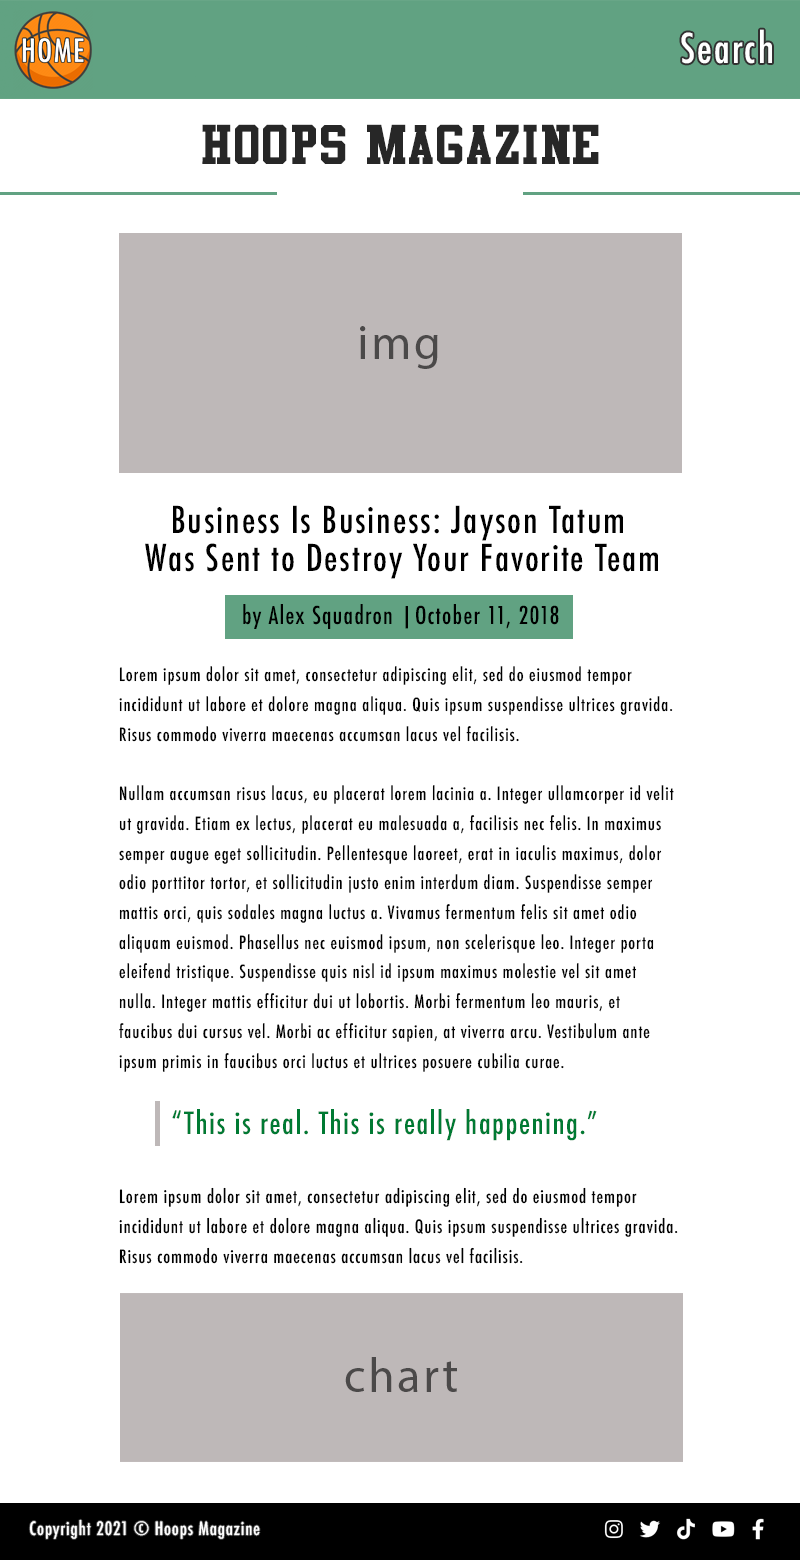 HOME
Search
HOOPS MAGAZINE
img
Business Is Business: Jayson Tatum
Was Sent to Destroy Your Favorite Team
by Alex Squadron | October 11, 2018
Lorem ipsum dolor sit amet, consectetur adipiscing elit, sed do eiusmod tempor
incididunt ut labore et dolore magna aliqua. Quis ipsum suspendisse ultrices gravida.
Risus commodo viverra maecenas accumsan lacus vel facilisis.
Nullam accumsan risus lacus, eu placerat lorem lacinia a. Integer ullamcorper id velit
ut gravida. Etiam ex lectus, placerat eu malesuada a, facilisis nec felis. In maximus
semper augue eget sollicitudin. Pellentesque laoreet, erat in iaculis maximus, dolor
odio porttitor tortor, et sollicitudin justo enim interdum diam. Suspendisse semper
mattis orci, quis sodales magna luctus a. Vivamus fermentum felis sit amet odio
aliquam euismod. Phasellus nec euismod ipsum, non scelerisque leo. Integer porta
eleifend tristique. Suspendisse quis nisl id ipsum maximus molestie vel sit amet
nulla. Integer mattis efficitur dui ut lobortis. Morbi fermentum leo mauris, et
faucibus dui cursus vel. Morbi ac efficitur sapien, at viverra arcu. Vestibulum ante
ipsum primis in faucibus orci luctus et ultrices posuere cubilia curae.
“This is real. This is really happening.”
Lorem ipsum dolor sit amet, consectetur adipiscing elit, sed do eiusmod tempor
incididunt ut labore et dolore magna aliqua. Quis ipsum suspendisse ultrices gravida.
Risus commodo viverra maecenas accumsan lacus vel facilisis.
chart
Copyright 2021 © Hoops Magazine